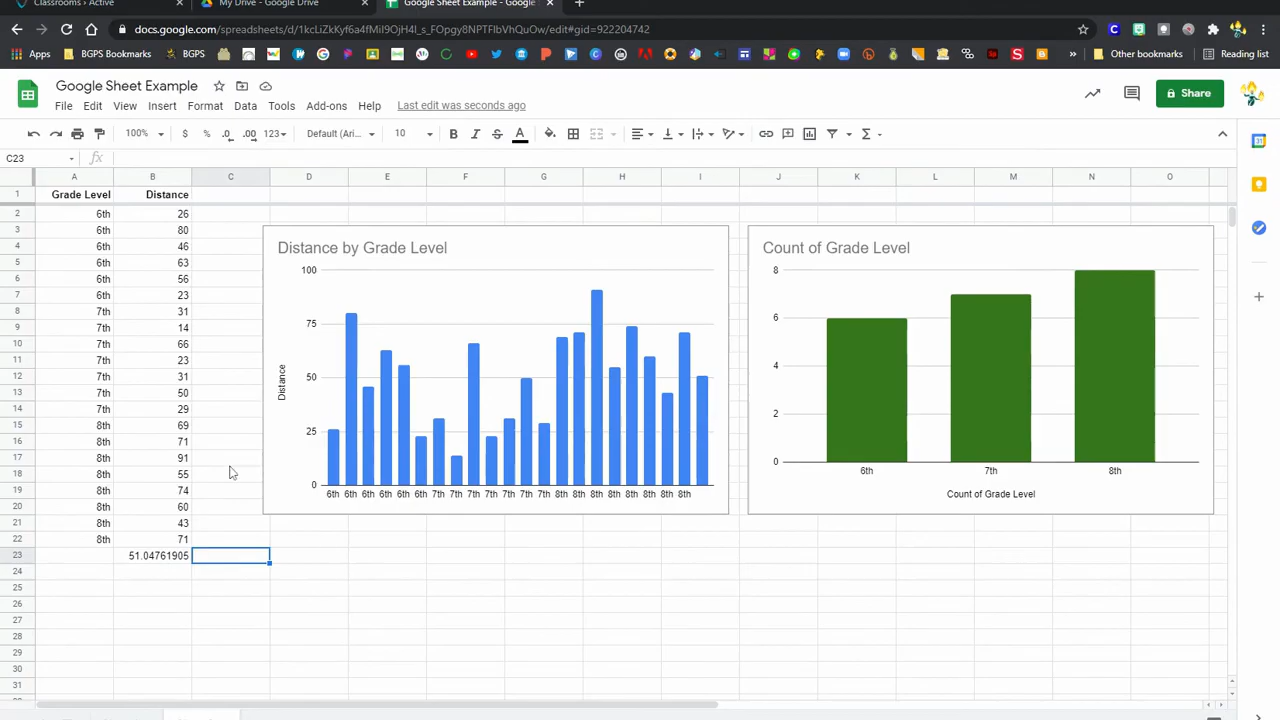 Classrooms › Active
My Drive - Google Drive
Google Sheet Example - Google
docs.google.com/spreadsheets/d/1kcLiZkKyf6a4fMiI9OjH4l_s_FOpgy8NPTFlbVhQuOw/edit#gid=922204742
Apps BGPS Bookmarks BGPS Other bookmarks Reading list
Google Sheet Example
File Edit View Insert Format Data Tools Add-ons Help Last edit was seconds ago
Share
100% $ % .0 .00 123 Default (Ari... 10 B I S A
C23 fx
A B C D E F G H I J K L M N O
1 Grade Level Distance
2 6th 26
3 6th 80
4 6th 46
5 6th 63
6 6th 56
7 6th 23
8 7th 31
9 7th 14
10 7th 66
11 7th 23
12 7th 31
13 7th 50
14 7th 29
15 8th 69
16 8th 71
17 8th 91
18 8th 55
19 8th 74
20 8th 60
21 8th 43
22 8th 71
23 51.04761905
24
25
26
27
28
29
30
31
Distance by Grade Level
100
75
50
25
0
Distance
6th 6th 6th 6th 6th 6th 7th 7th 7th 7th 7th 7th 7th 8th 8th 8th 8th 8th 8th 8th
Count of Grade Level
8
6
4
2
0
6th 7th 8th
Count of Grade Level